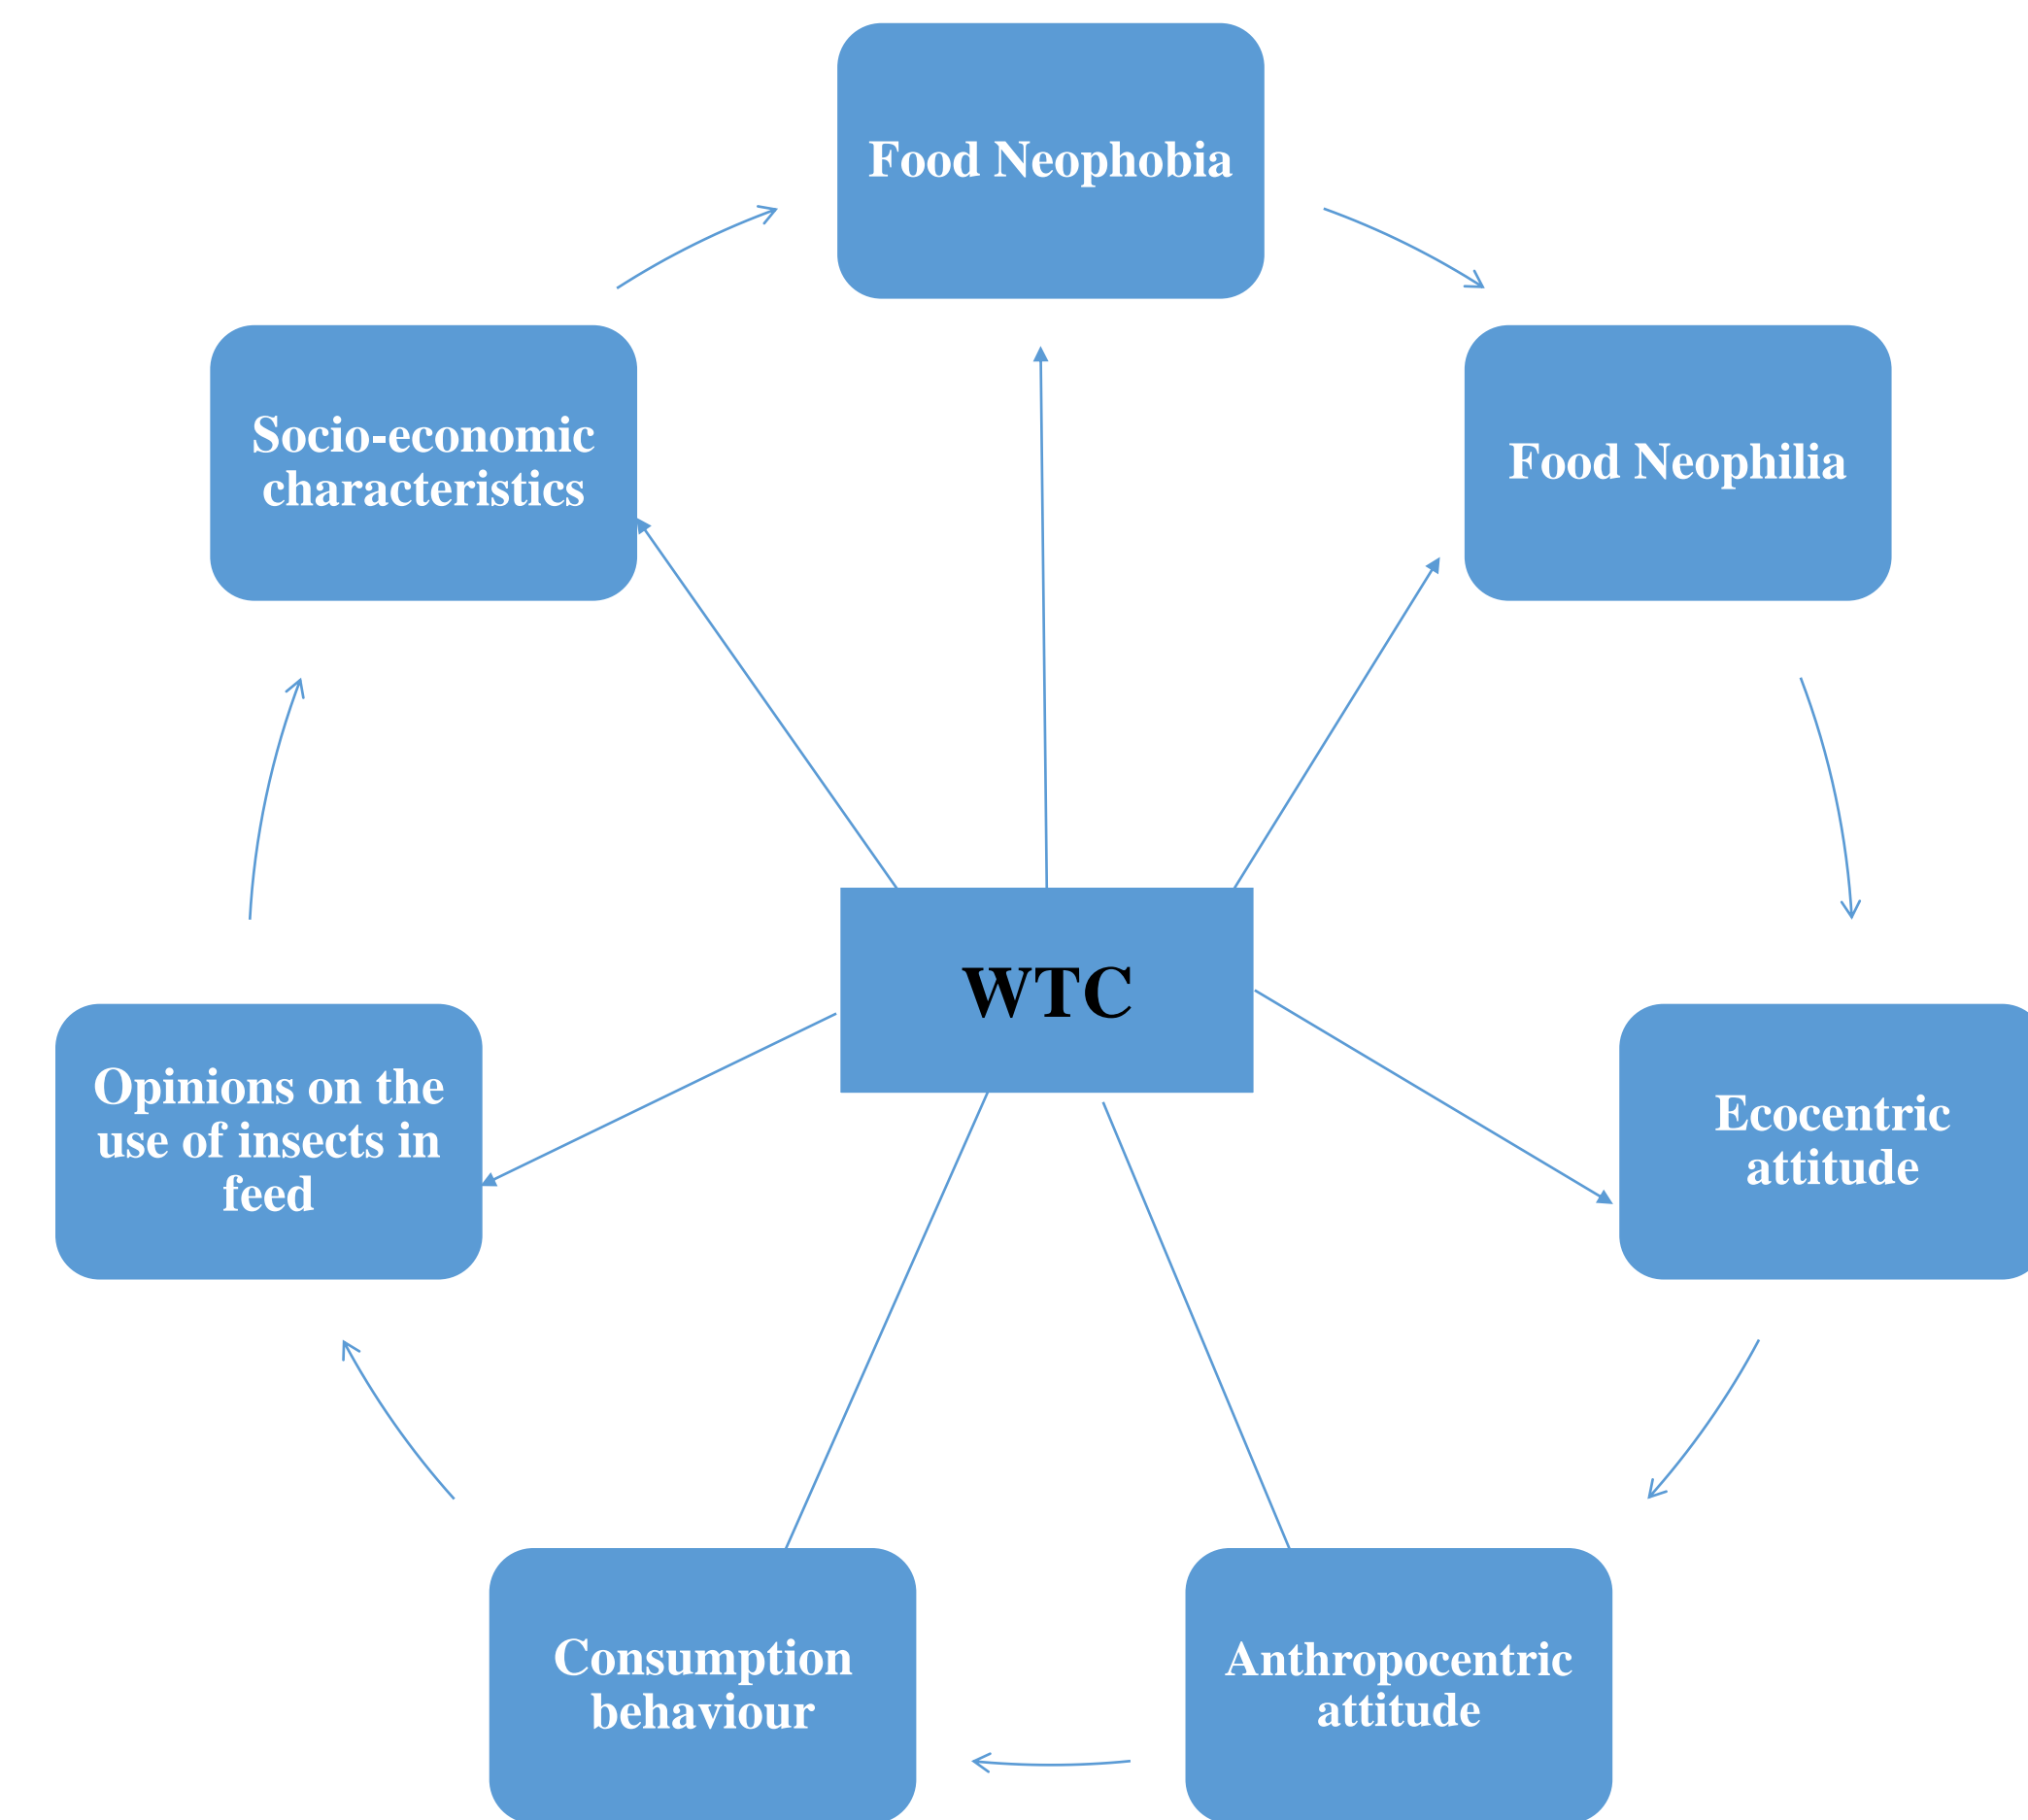 Food Neophobia
Socio-economic
characteristics
Food Neophilia
WTC
Opinions on the
use of insects in
feed
Ecocentric
attitude
Consumption
behaviour
Anthropocentric
attitude